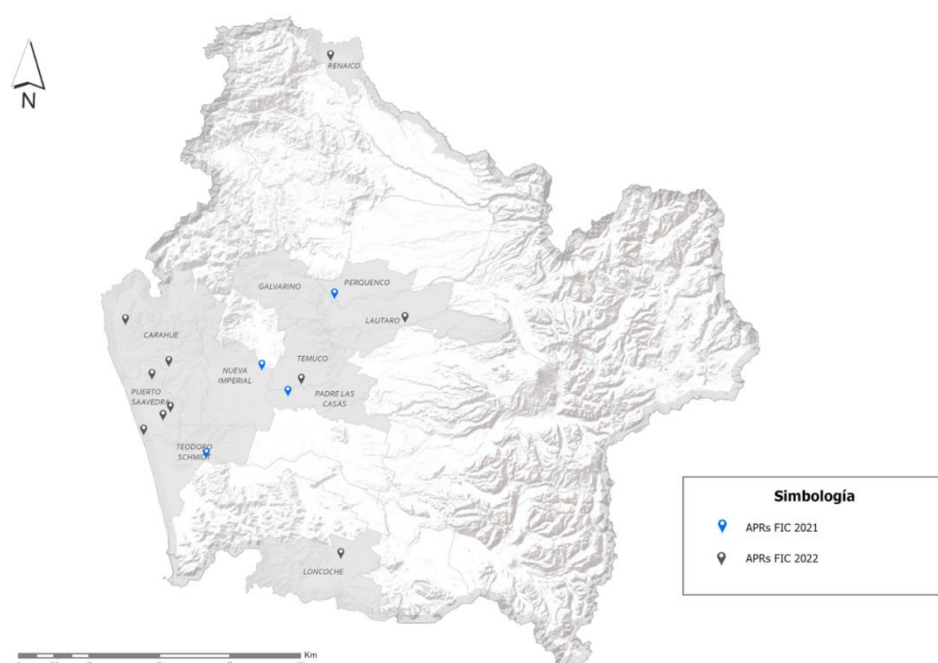 RENAICO
N
GALVARINO
PERQUENCO
LAUTARO
CARAHUE
TEMUCO
NUEVA
IMPERIAL
PUERTO
SAAVEDRA
PADRE LAS
CASAS
TEODORO
SCHMIDT
Simbología
APRs FIC 2021
APRs FIC 2022
LONCOCHE
Km